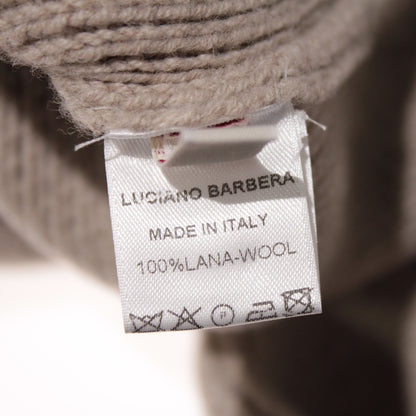 LUCIANO BARBERA
MADE IN ITALY
100%LANA-WOOL